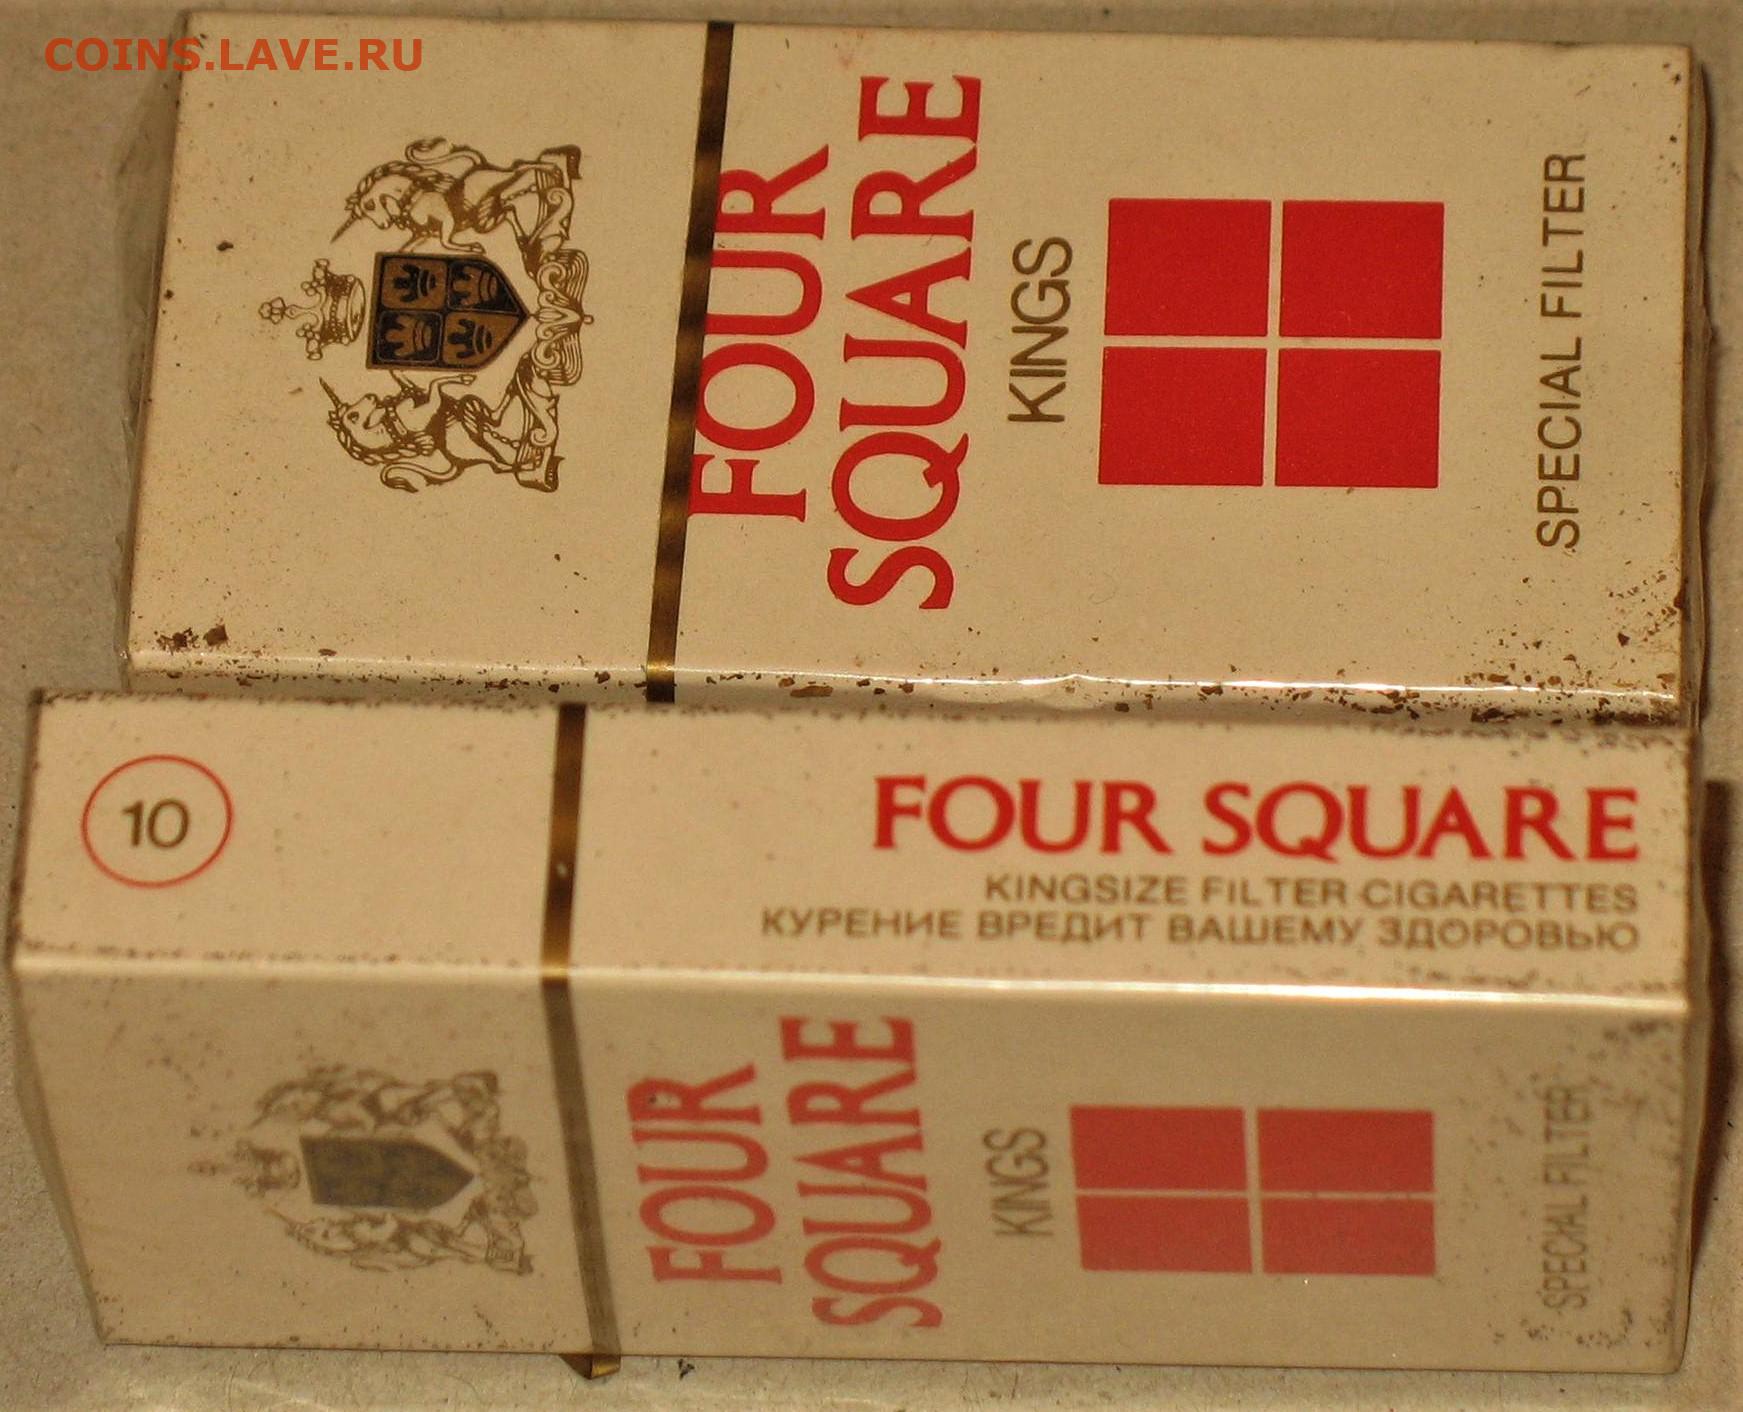 COINS.LAVE.RU
FOUR
SQUARE
KINGS
SPECIAL FILTER
10
FOUR SQUARE
KINGSIZE FILTER CIGARETTES
КУРЕНИЕ ВРЕДИТ ВАШЕМУ ЗДОРОВЬЮ
FOUR
SQUARE
KINGS
SPECIAL FILTER